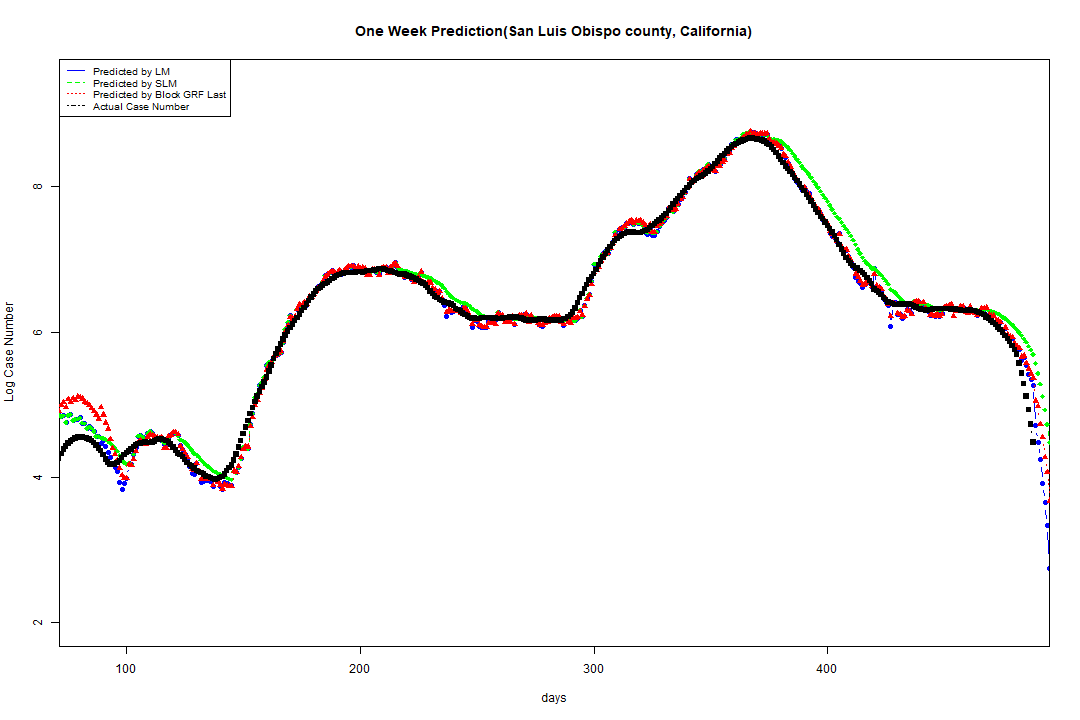 One Week Prediction(San Luis Obispo county, California)
Predicted by LM
Predicted by SLM
Predicted by Block GRF Last
Actual Case Number
Log Case Number
8
6
4
2
100 200 300 400
days